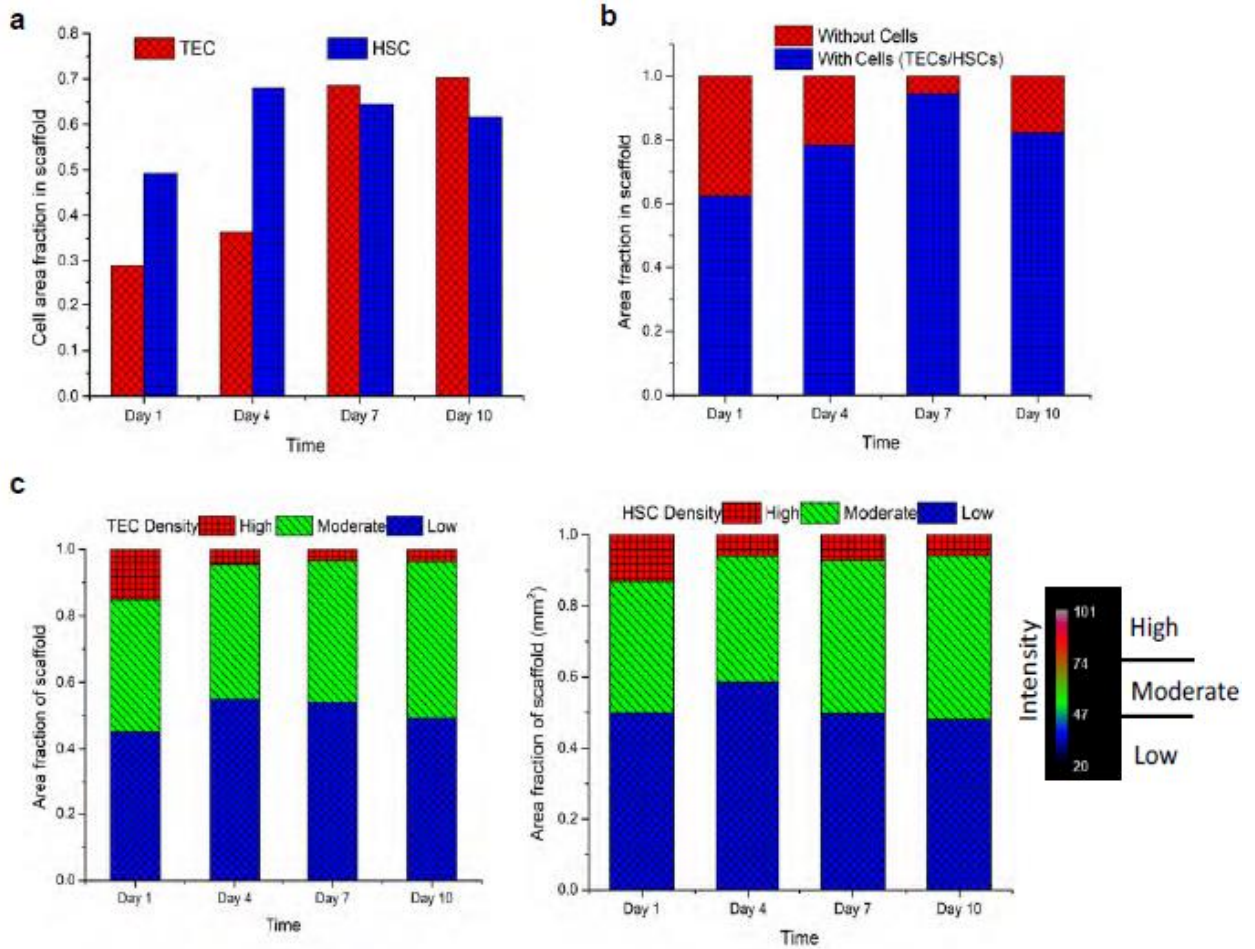 a
TEC HSC
Cell area fraction in scaffold
0.8
0.7
0.6
0.5
0.4
0.3
0.2
0.1
0.0
Day 1 Day 4 Day 7 Day 10
Time
b
Without Cells
With Cells (TECs/HSCs)
Area fraction in scaffold
1.0
0.8
0.6
0.4
0.2
0.0
Day 1 Day 4 Day 7 Day 10
Time
c
TEC Density High Moderate Low
Area fraction of scaffold
1.0
0.8
0.6
0.4
0.2
0.0
Day 1 Day 4 Day 7 Day 10
Time
HSC Density High Moderate Low
Area fraction of scaffold (mm²)
1.0
0.8
0.6
0.4
0.2
0.0
Day 1 Day 4 Day 7 Day 10
Time
Intensity
101
74
47
20
High
Moderate
Low